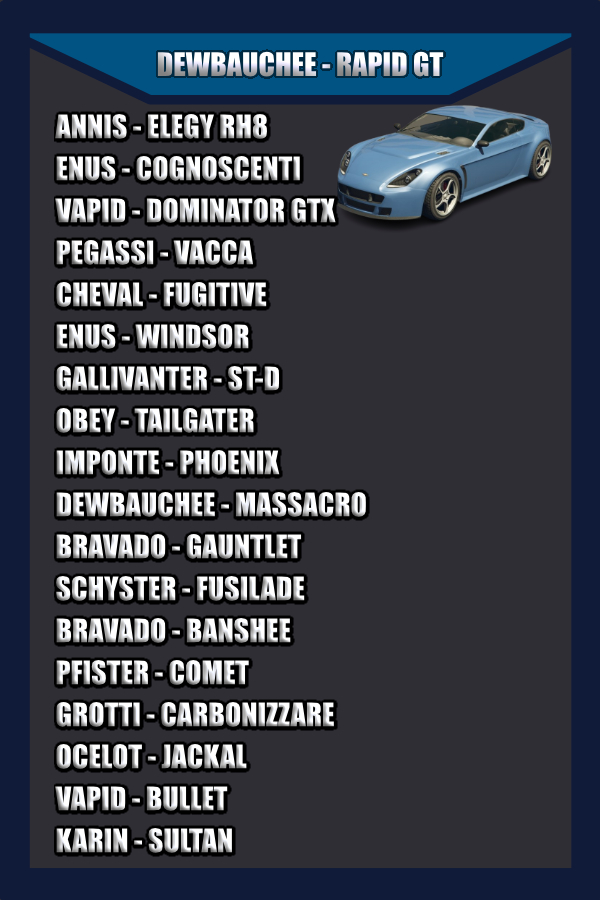 DEWBAUCHEE - RAPID GT
ANNIS - ELEGY RH8
ENUS - COGNOSCENTI
VAPID - DOMINATOR GTX
PEGASSI - VACCA
CHEVAL - FUGITIVE
ENUS - WINDSOR
GALLIVANTER - ST-D
OBEY - TAILGATER
IMPONTE - PHOENIX
DEWBAUCHEE - MASSACRO
BRAVADO - GAUNTLET
SCHYSTER - FUSILADE
BRAVADO - BANSHEE
PFISTER - COMET
GROTTI - CARBONIZZARE
OCELOT - JACKAL
VAPID - BULLET
KARIN - SULTAN